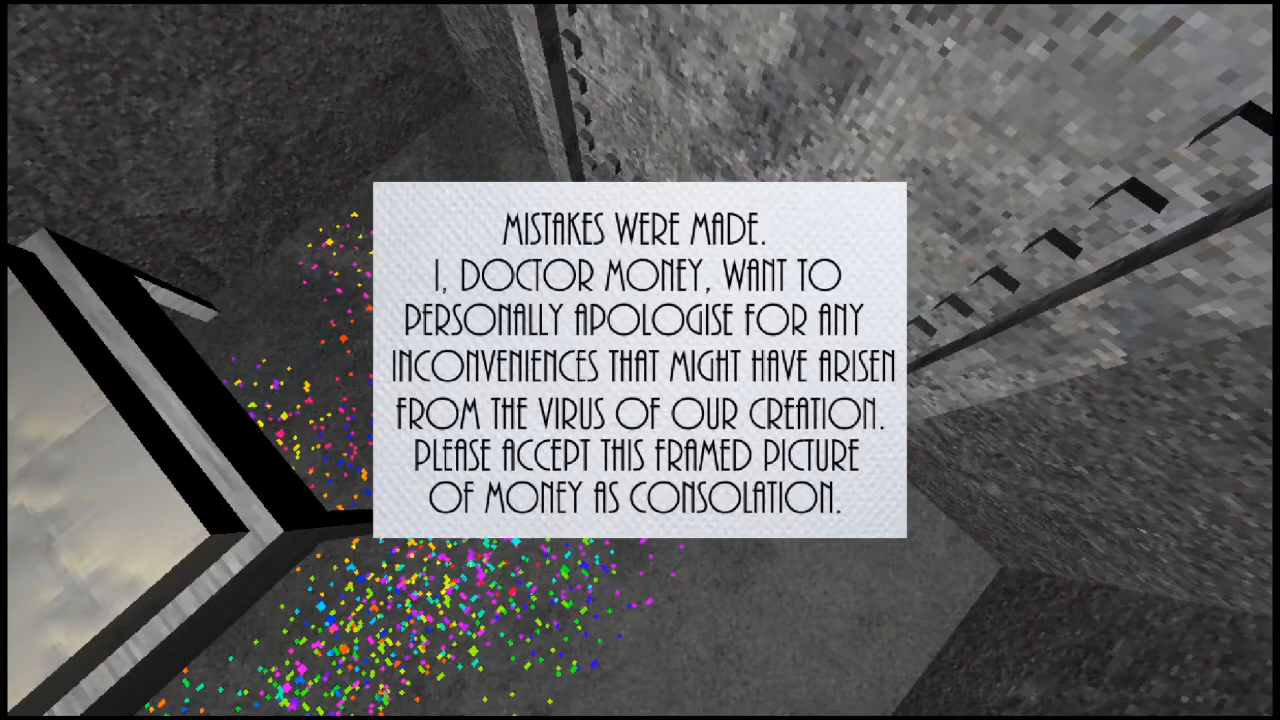 MISTAKES WERE MADE.
I, DOCTOR MONEY, WANT TO
PERSONALLY APOLOGISE FOR ANY
INCONVENIENCES THAT MIGHT HAVE ARISEN
FROM THE VIRUS OF OUR CREATION.
PLEASE ACCEPT THIS FRAMED PICTURE
OF MONEY AS CONSOLATION.